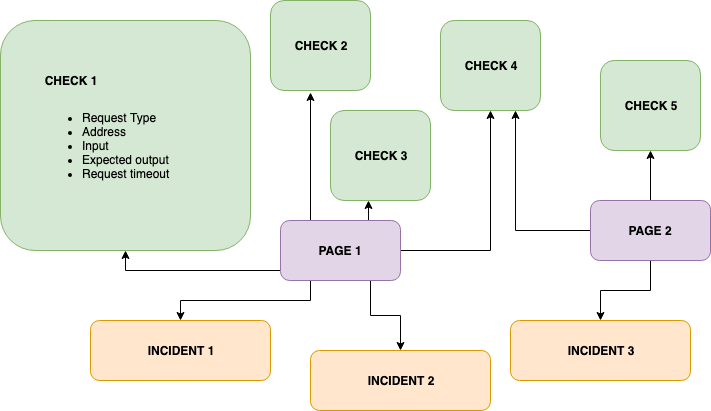 CHECK 1
Request Type
Address
Input
Expected output
Request timeout
CHECK 2
CHECK 3
CHECK 4
CHECK 5
PAGE 1
PAGE 2
INCIDENT 1
INCIDENT 2
INCIDENT 3